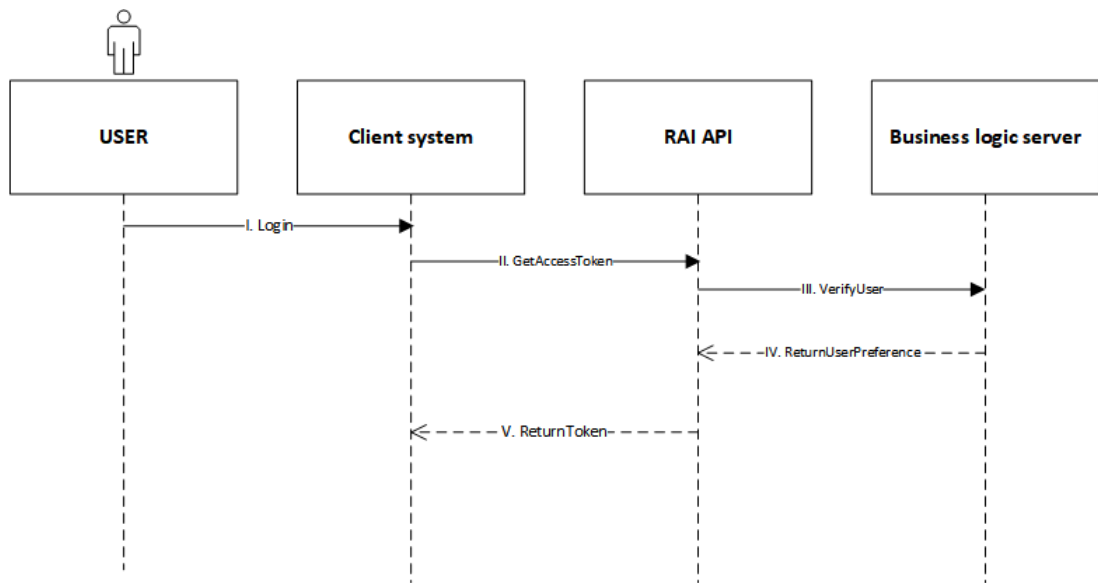 USER
Client system
RAI API
Business logic server
I. Login
II. GetAccessToken
III. VerifyUser
IV. ReturnUserPreference
V. ReturnToken